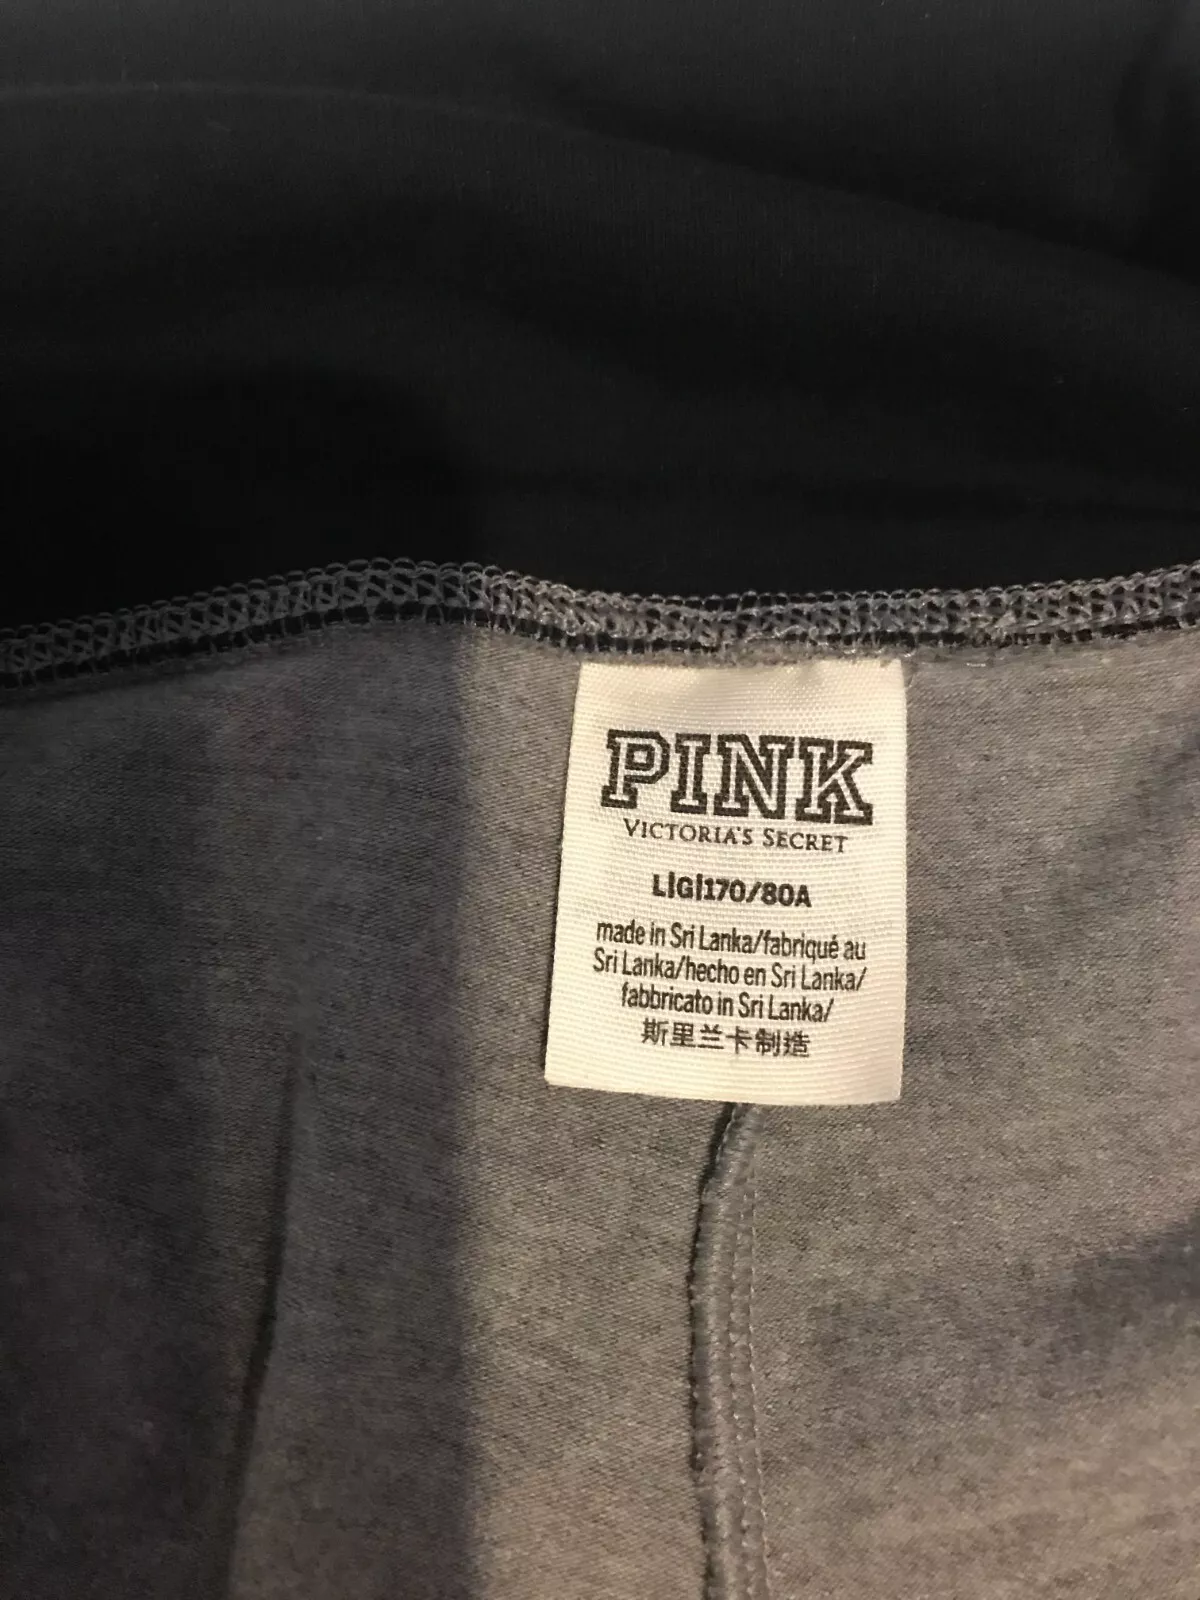 PINK
VICTORIA'S SECRET
L|G|170/80A
made in Sri Lanka/fabriqué au
Sri Lanka/hecho en Sri Lanka/
fabbricato in Sri Lanka/
斯里兰卡制造